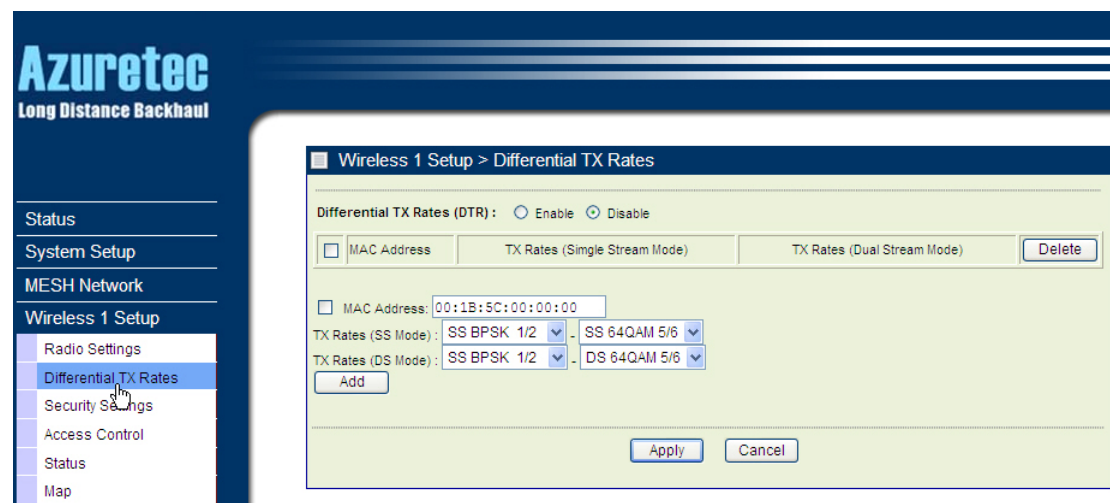 Azuretec
Long Distance Backhaul
Status
System Setup
MESH Network
Wireless 1 Setup
Radio Settings
Differential TX Rates
Security Settings
Access Control
Status
Map
Wireless 1 Setup > Differential TX Rates
Differential TX Rates (DTR) : Enable Disable
MAC Address TX Rates (Simgle Stream Mode) TX Rates (Dual Stream Mode) Delete
MAC Address: 00:1B:5C:00:00:00
TX Rates (SS Mode) : SS BPSK 1/2 - SS 64QAM 5/6
TX Rates (DS Mode) : SS BPSK 1/2 - DS 64QAM 5/6
Add
Apply Cancel